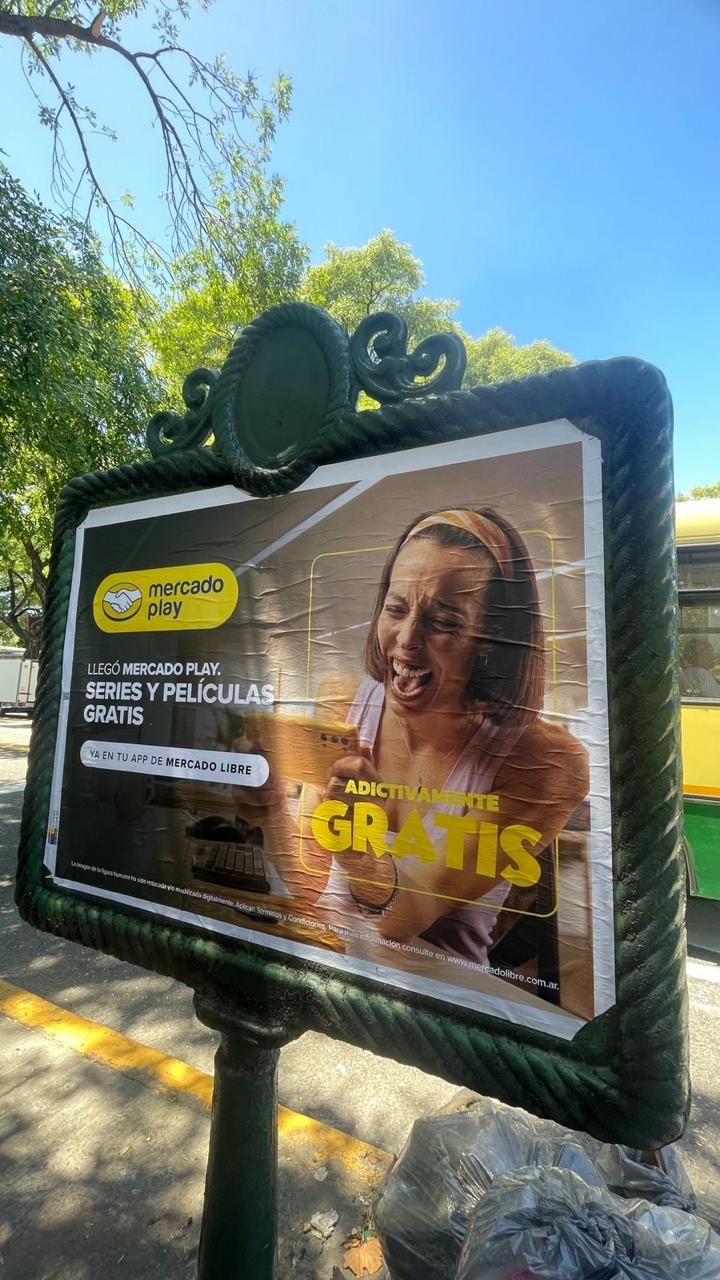 mercado
play
LLEGÓ MERCADO PLAY.
SERIES Y PELÍCULAS
GRATIS
YA EN TU APP DE MERCADO LIBRE
ADICTIVAMENTE
GRATIS
La imagen de la figura humana ha sido retocada y/o modificada digitalmente. Aplican Términos y Condiciones. Para más información consulte en www.mercadolibre.com.ar.